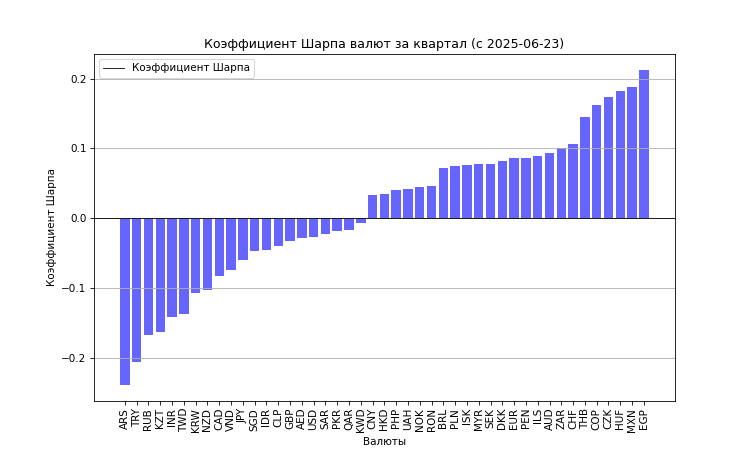 Коэффициент Шарпа валют за квартал (с 2025-06-23)
Коэффициент Шарпа
Коэффициент Шарпа
0.2
0.1
0.0
−0.1
−0.2
ARS TRY RUB KZT INR TWD KRW NZD CAD VND JPY SGD IDR CLP GBP AED USD SAR PKR QAR KWD CNY HKD PHP UAH NOK RON BRL PLN ISK MYR SEK DKK EUR PEN ILS AUD ZAR CHF THB COP CZK HUF MXN EGP
Валюты